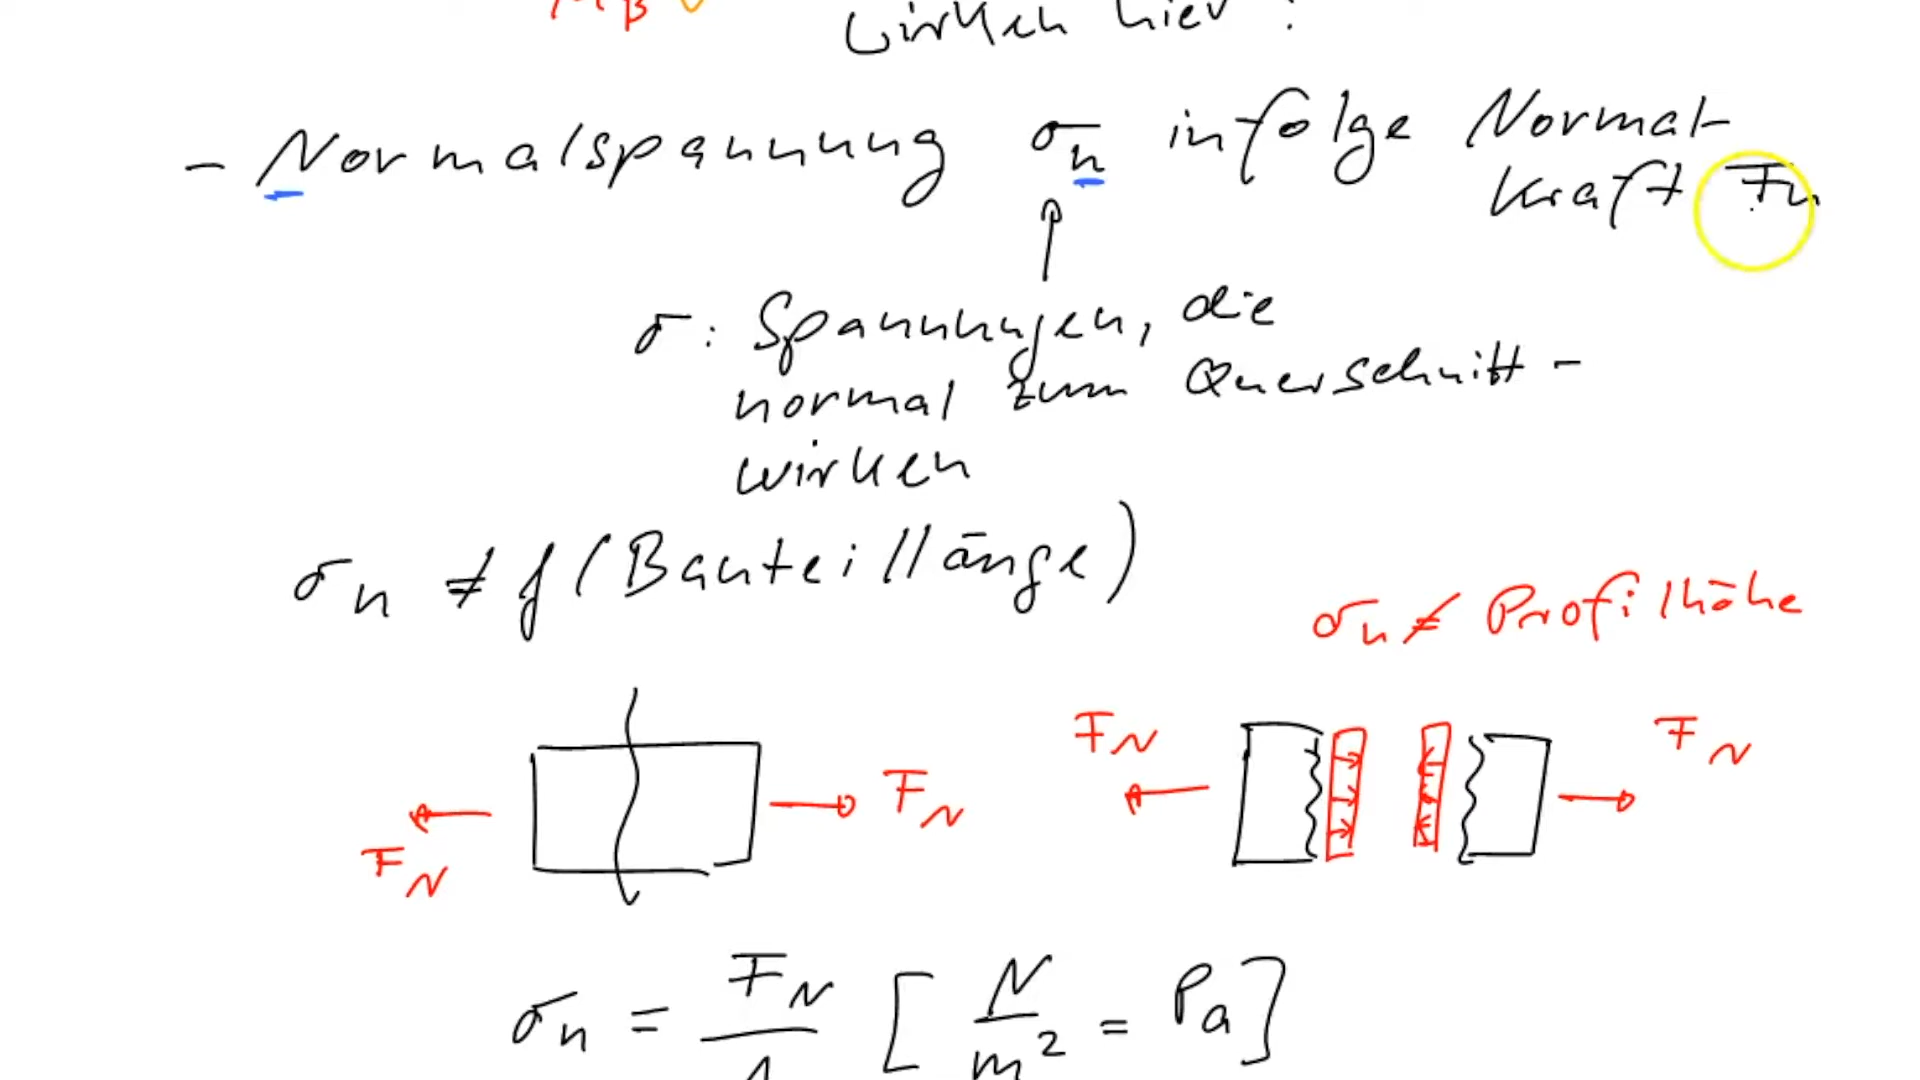 wirken hier?
- Normalspannung σn infolge Normal-
kraft Fn
σ: Spannungen, die
normal zum Querschnitt -
wirken
σn ≠ f (Bauteillänge)
σn ≠ Profilhöhe
FN FN
FN FN
σn = FN [N/m² = Pa]